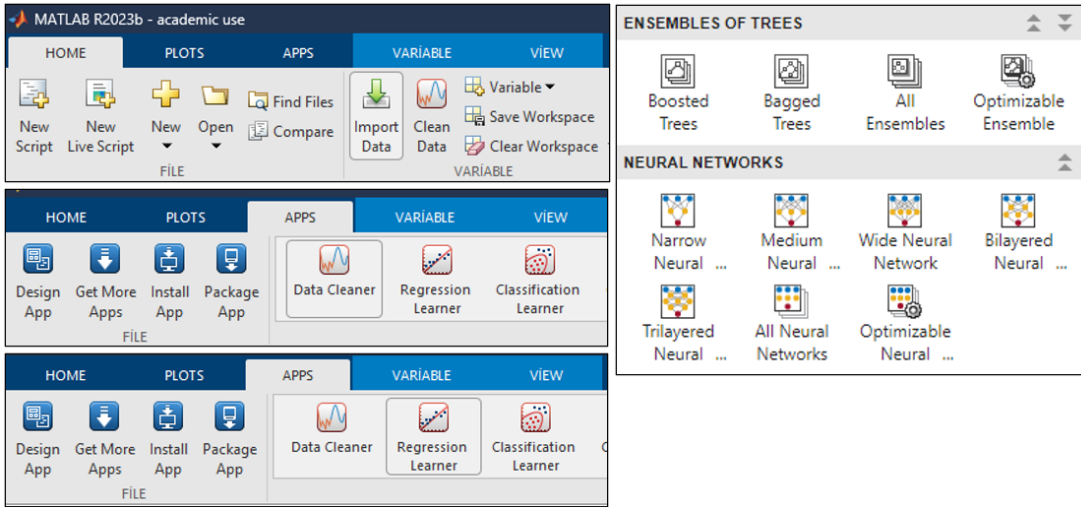 MATLAB R2023b - academic use
HOME PLOTS APPS VARİABLE VİEW
New Script
New Live Script
New
Open
Find Files
Compare
Import Data
Clean Data
Variable
Save Workspace
Clear Workspace
FİLE VARİABLE
HOME PLOTS APPS VARİABLE VİEW
Design App
Get More Apps
Install App
Package App
Data Cleaner
Regression Learner
Classification Learner
FİLE
HOME PLOTS APPS VARİABLE VİEW
Design App
Get More Apps
Install App
Package App
Data Cleaner
Regression Learner
Classification Learner
FİLE
ENSEMBLES OF TREES
Boosted Trees
Bagged Trees
All Ensembles
Optimizable Ensemble
NEURAL NETWORKS
Narrow Neural ...
Medium Neural ...
Wide Neural Network
Bilayered Neural ...
Trilayered Neural ...
All Neural Networks
Optimizable Neural ...